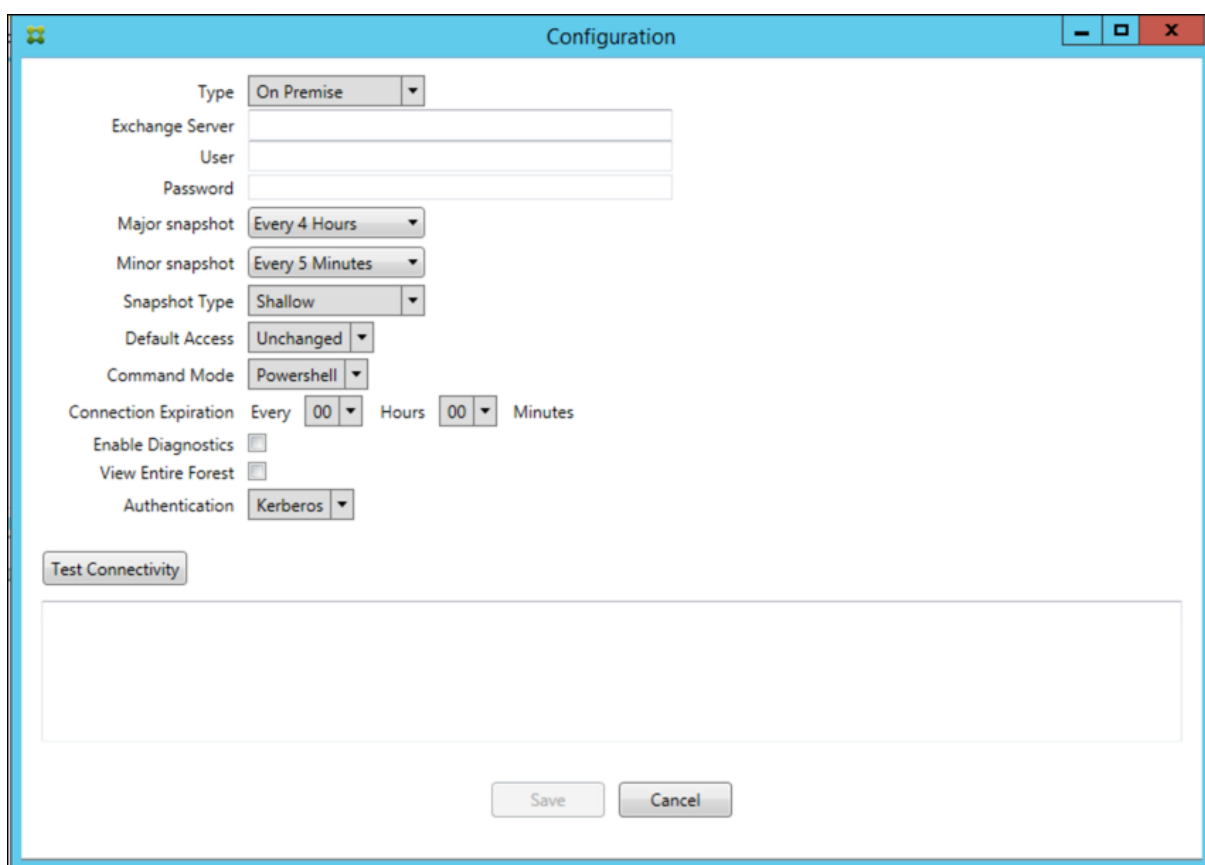 Configuration
Type On Premise
Exchange Server
User
Password
Major snapshot Every 4 Hours
Minor snapshot Every 5 Minutes
Snapshot Type Shallow
Default Access Unchanged
Command Mode Powershell
Connection Expiration Every 00 Hours 00 Minutes
Enable Diagnostics
View Entire Forest
Authentication Kerberos
Test Connectivity
Save Cancel